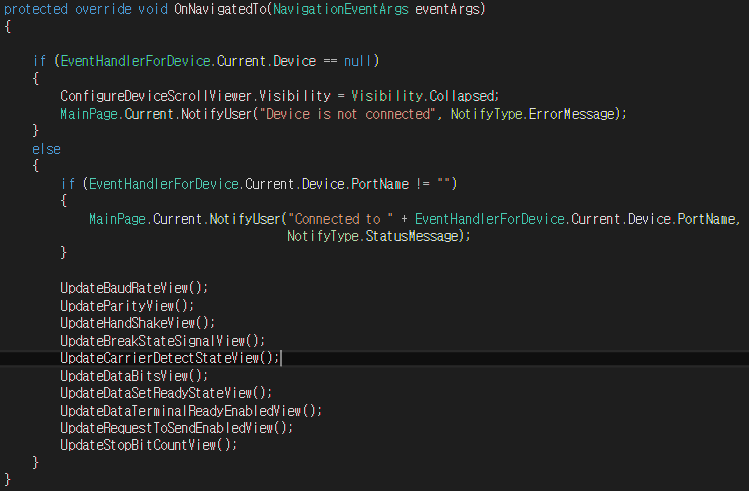 protected override void OnNavigatedTo(NavigationEventArgs eventArgs)
{
if (EventHandlerForDevice.Current.Device == null)
{
ConfigureDeviceScrollViewer.Visibility = Visibility.Collapsed;
MainPage.Current.NotifyUser("Device is not connected", NotifyType.ErrorMessage);
}
else
{
if (EventHandlerForDevice.Current.Device.PortName != "")
{
MainPage.Current.NotifyUser("Connected to " + EventHandlerForDevice.Current.Device.PortName,
NotifyType.StatusMessage);
}
UpdateBaudRateView();
UpdateParityView();
UpdateHandShakeView();
UpdateBreakStateSignalView();
UpdateCarrierDetectStateView();
UpdateDataBitsView();
UpdateDataSetReadyStateView();
UpdateDataTerminalReadyEnabledView();
UpdateRequestToSendEnabledView();
UpdateStopBitCountView();
}
}